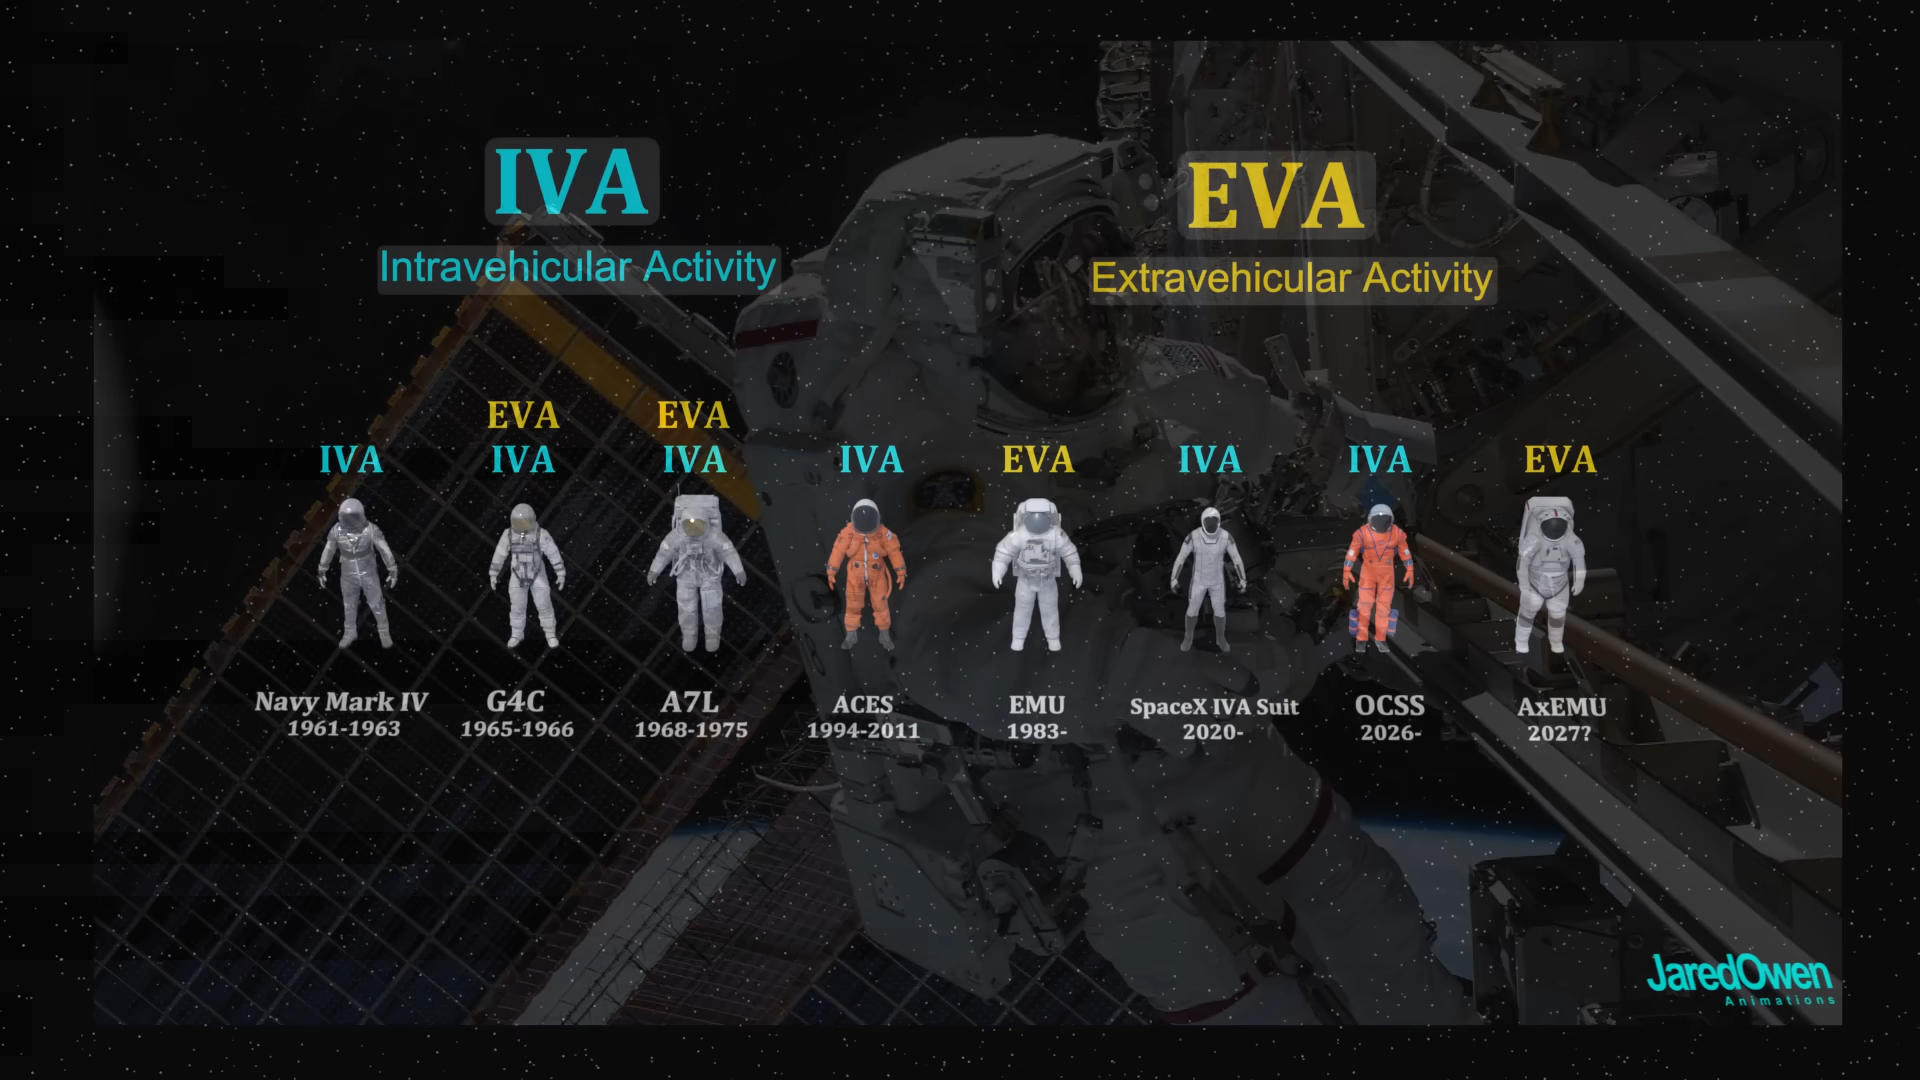 IVA
Intravehicular Activity
EVA
Extravehicular Activity
IVA
EVA
IVA
EVA
IVA
IVA
EVA
IVA
IVA
EVA
Navy Mark IV
1961-1963
G4C
1965-1966
A7L
1968-1975
ACES
1994-2011
EMU
1983-
SpaceX IVA Suit
2020-
OCSS
2026-
AxEMU
2027?
JaredOwen
Animations